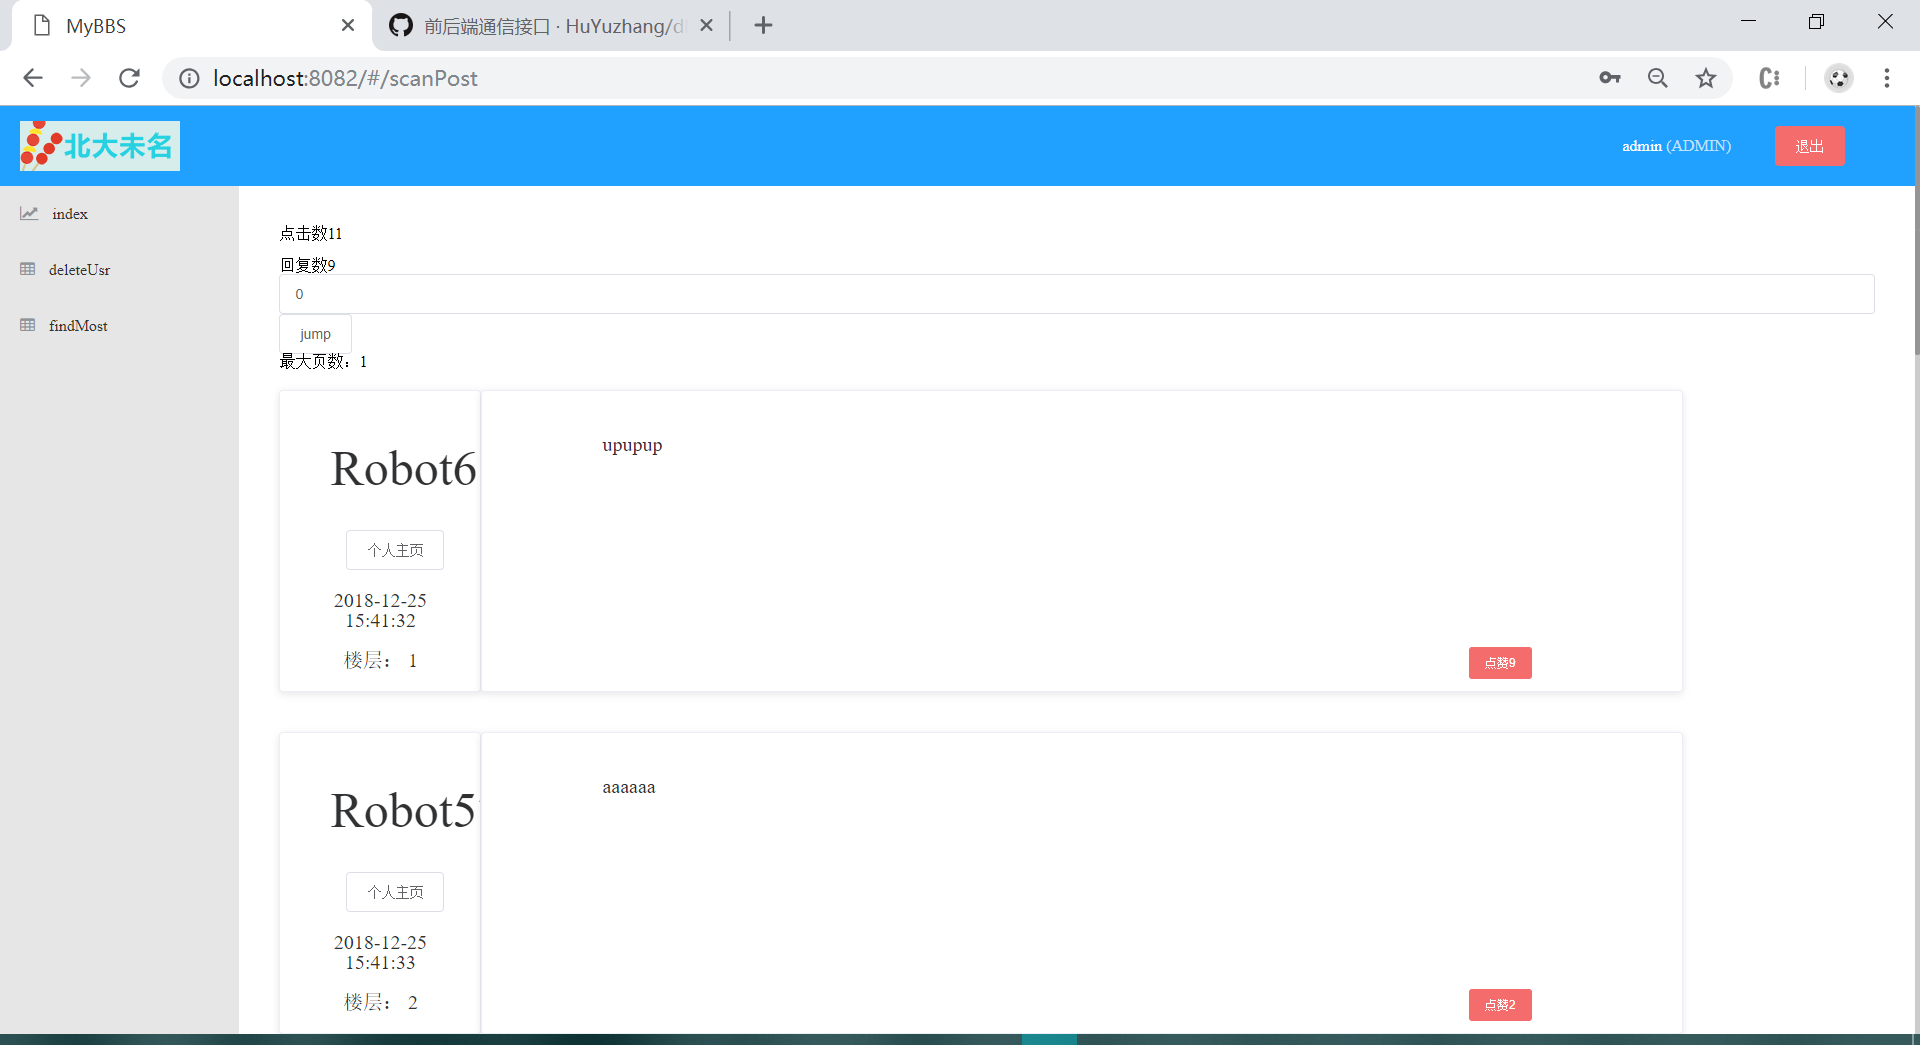 MyBBS
前后端通信接口 · HuYuzhang/d
localhost:8082/#/scanPost
北大未名
admin (ADMIN)
退出
index
deleteUsr
findMost
点击数11
回复数9
0
jump
最大页数：1
Robot6
upupup
个人主页
2018-12-25
15:41:32
楼层： 1
点赞9
Robot5
aaaaaa
个人主页
2018-12-25
15:41:33
楼层： 2
点赞2